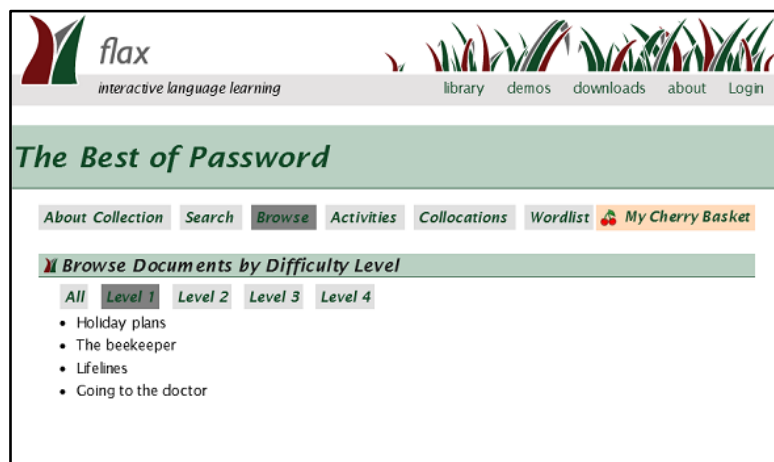 flax
interactive language learning
library demos downloads about Login
The Best of Password
About Collection Search Browse Activities Collocations Wordlist My Cherry Basket
Browse Documents by Difficulty Level
All Level 1 Level 2 Level 3 Level 4
• Holiday plans
• The beekeeper
• Lifelines
• Going to the doctor